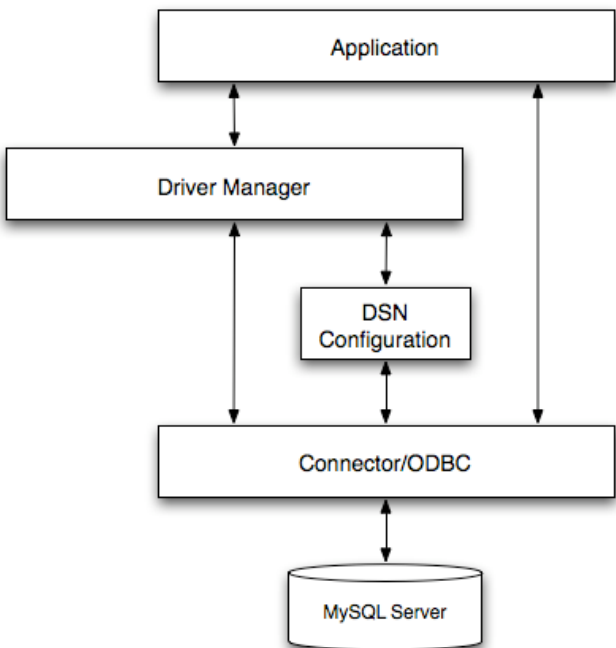 Application
Driver Manager
DSN
Configuration
Connector/ODBC
MySQL Server